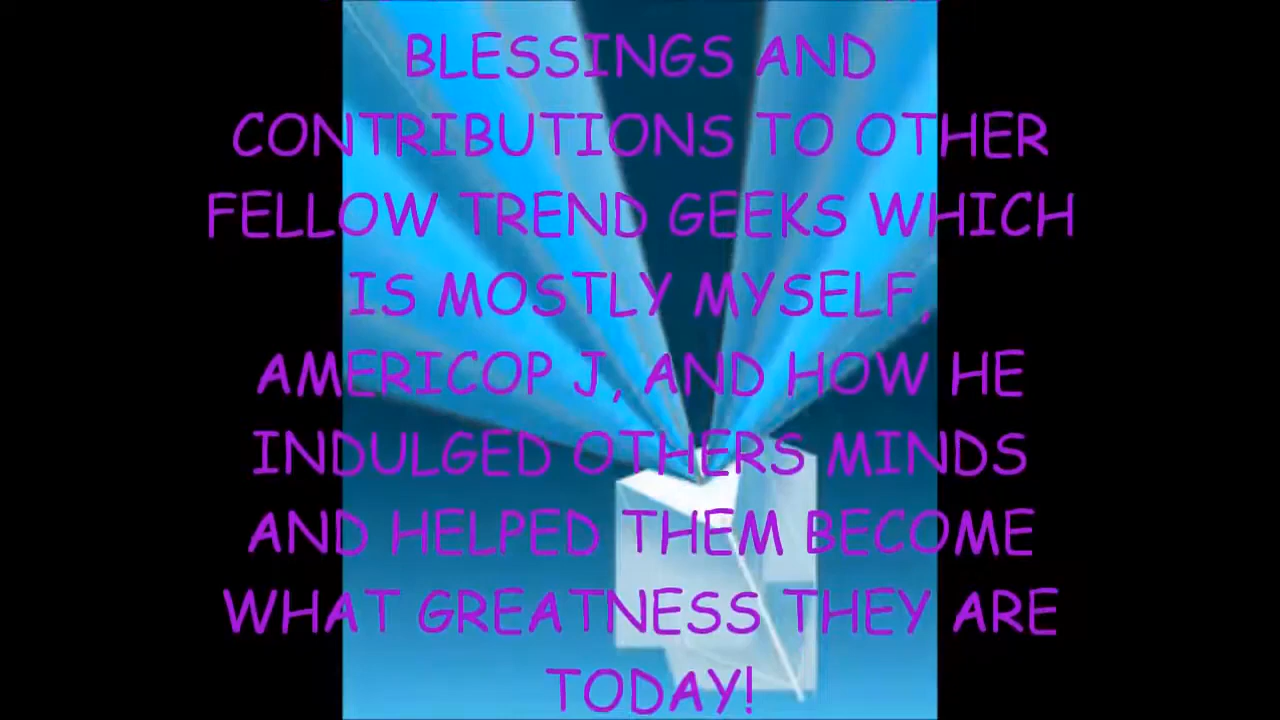 BLESSINGS AND
CONTRIBUTIONS TO OTHER
FELLOW TREND GEEKS WHICH
IS MOSTLY MYSELF,
AMERICOP J, AND HOW HE
INDULGED OTHERS MINDS
AND HELPED THEM BECOME
WHAT GREATNESS THEY ARE
TODAY!